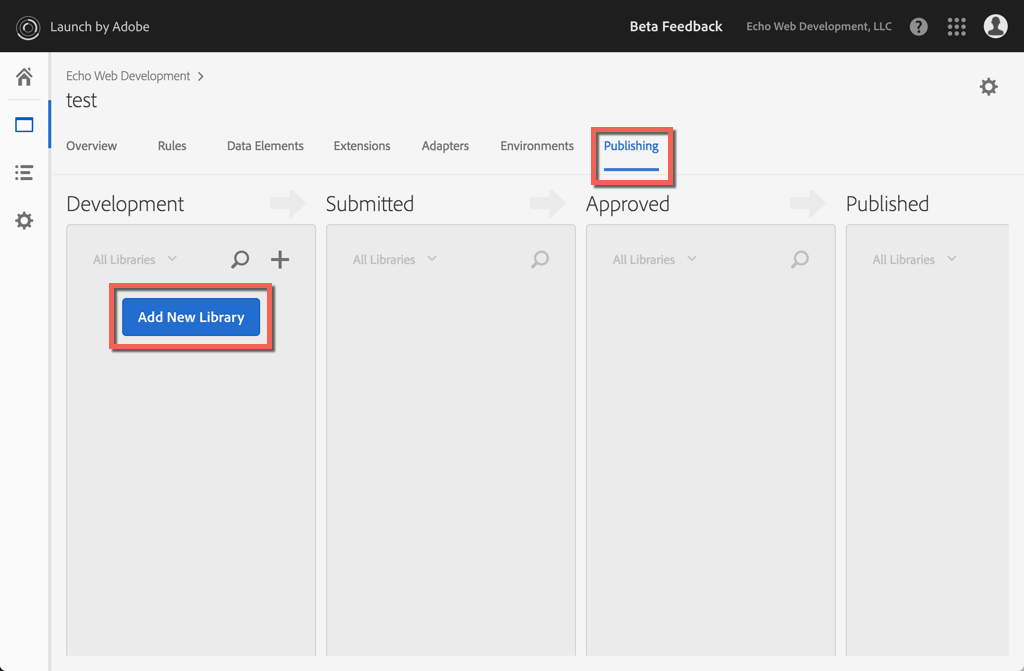 Launch by Adobe
Beta Feedback
Echo Web Development, LLC
?
Echo Web Development >
test
Overview Rules Data Elements Extensions Adapters Environments Publishing
Development Submitted Approved Published
All Libraries All Libraries All Libraries All Libraries
Add New Library